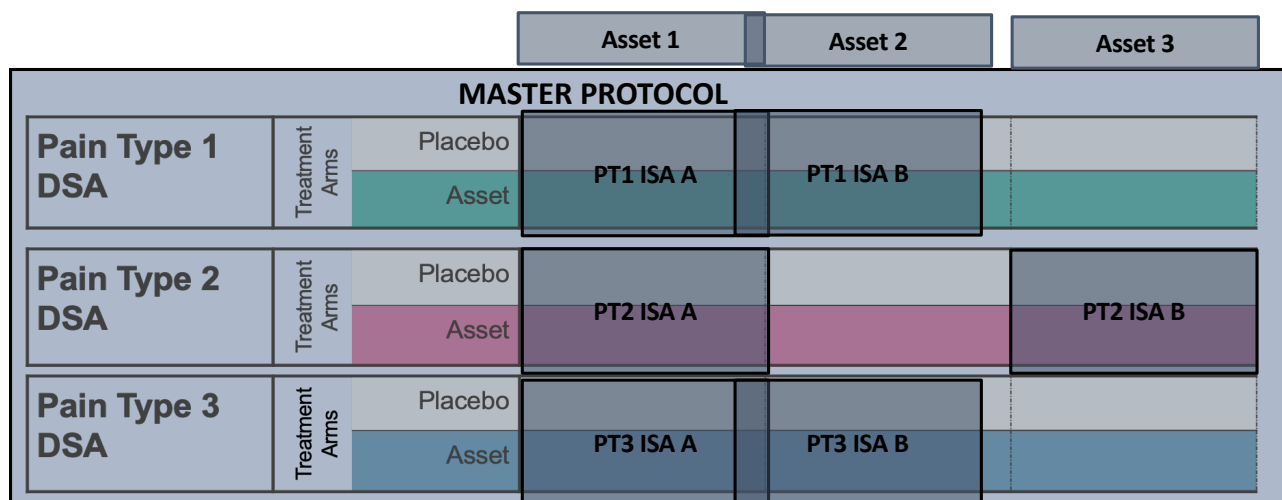 Asset 1
Asset 2
Asset 3
MASTER PROTOCOL
Pain Type 1
DSA
Treatment
Arms
Placebo
Asset
PT1 ISA A
PT1 ISA B
Pain Type 2
DSA
Treatment
Arms
Placebo
Asset
PT2 ISA A
PT2 ISA B
Pain Type 3
DSA
Treatment
Arms
Placebo
Asset
PT3 ISA A
PT3 ISA B